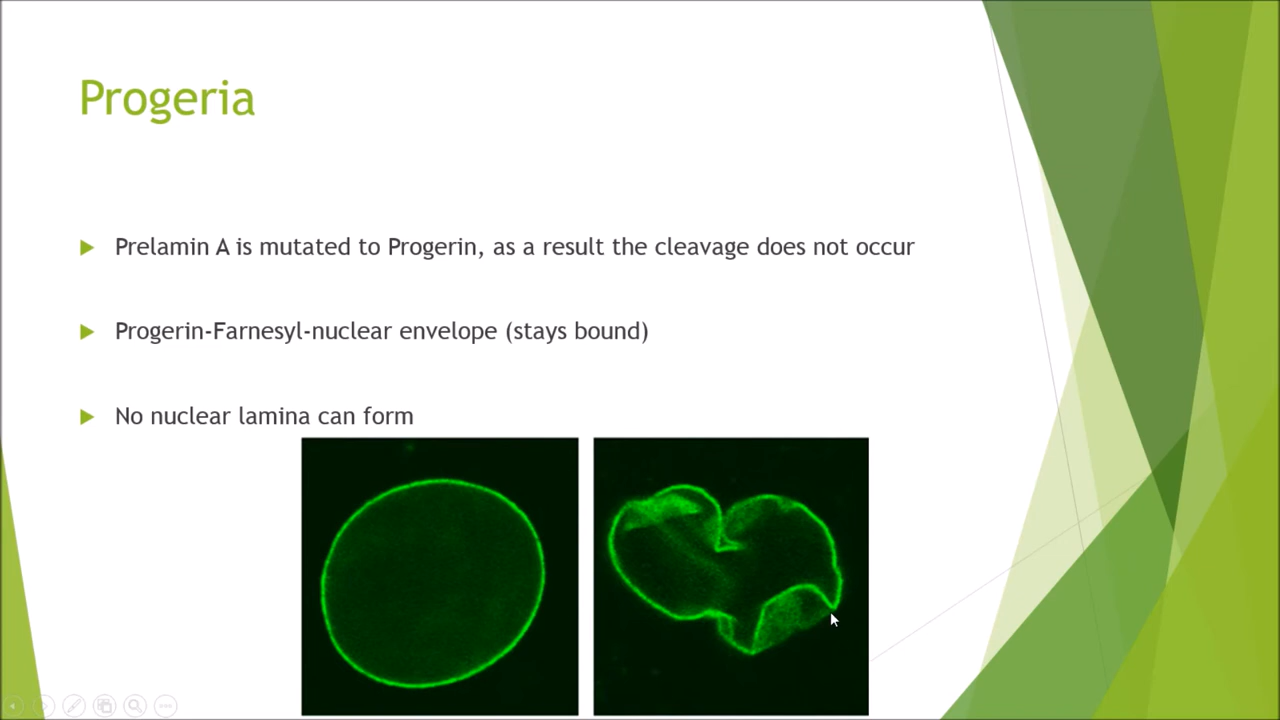 Progeria
Prelamin A is mutated to Progerin, as a result the cleavage does not occur
Progerin-Farnesyl-nuclear envelope (stays bound)
No nuclear lamina can form